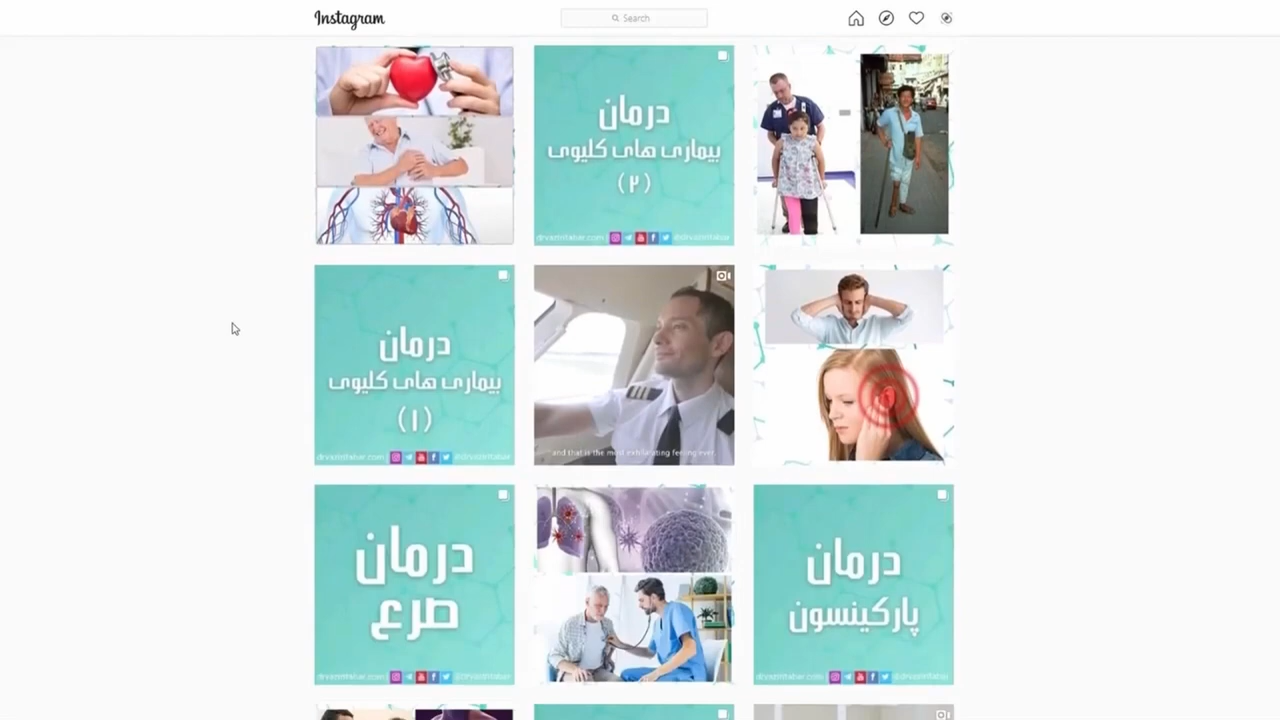 Instagram
Search
درمان
بیماری های کلیوی
(۲)
درمان
بیماری های کلیوی
(۱)
and that is the most exhilarating feeling ever.
درمان
صرع
درمان
پارکینسون